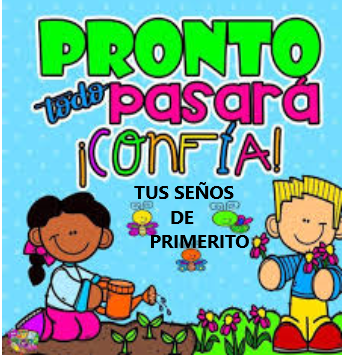 PRONTO
todo pasará
¡CONFÍA!
TUS SEÑOS
DE
PRIMERITO